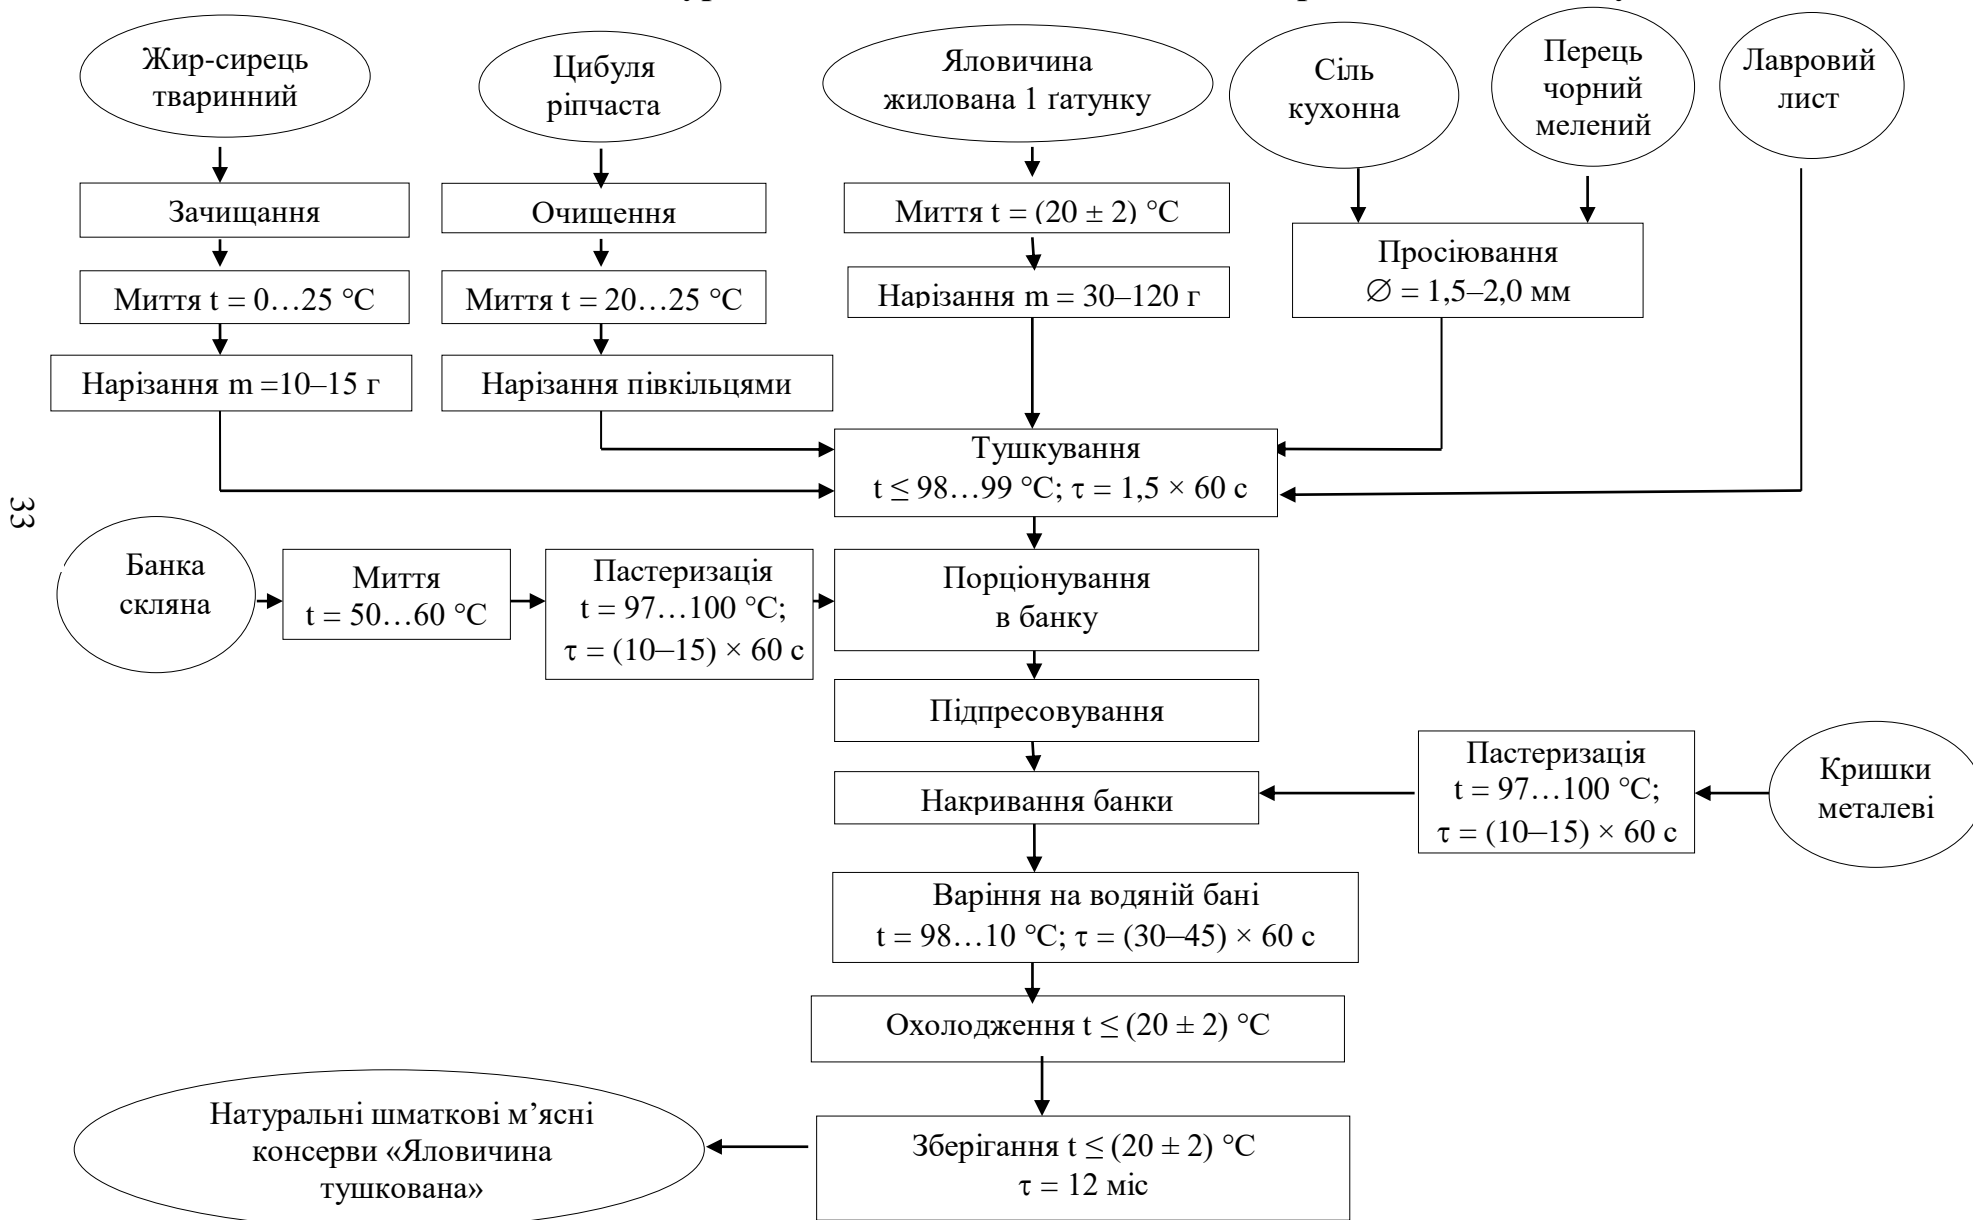 Жир-сирець
тваринний
Цибуля
ріпчаста
Яловичина
жилована 1 ґатунку
Сіль
кухонна
Перець
чорний
мелений
Лавровий
лист
Зачищання
Очищення
Миття t = (20 ± 2) °С
Просіювання
∅ = 1,5–2,0 мм
Миття t = 0…25 °С
Миття t = 20…25 °С
Нарізання m = 30–120 г
Нарізання m =10–15 г
Нарізання півкільцями
Тушкування
t ≤ 98…99 °С; τ = 1,5 × 60 с
33
Банка
скляна
Миття
t = 50…60 °С
Пастеризація
t = 97…100 °С;
τ = (10–15) × 60 с
Порціонування
в банку
Підпресовування
Накривання банки
Пастеризація
t = 97…100 °С;
τ = (10–15) × 60 с
Кришки
металеві
Варіння на водяній бані
t = 98…10 °С; τ = (30–45) × 60 с
Охолодження t ≤ (20 ± 2) °С
Зберігання t ≤ (20 ± 2) °С
τ = 12 міс
Натуральні шматкові м’ясні
консерви «Яловичина
тушкована»